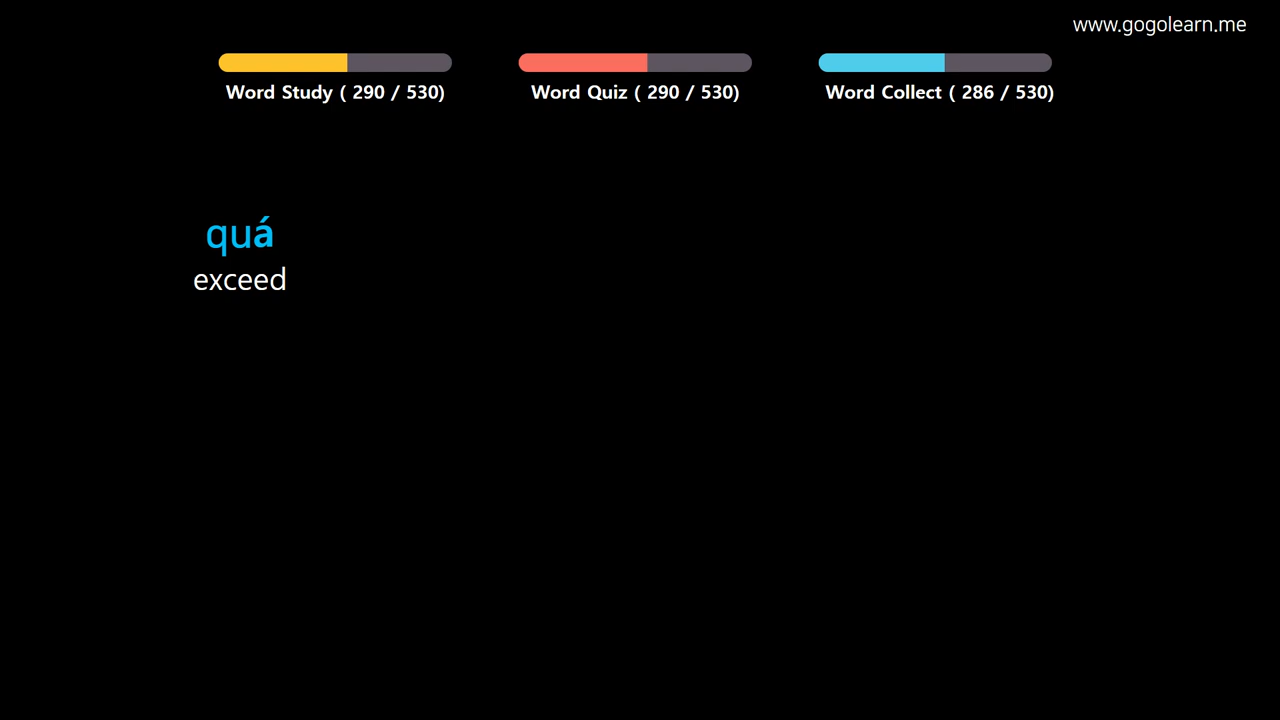 www.gogolearn.me
Word Study ( 290 / 530)
Word Quiz ( 290 / 530)
Word Collect ( 286 / 530)
quá
exceed